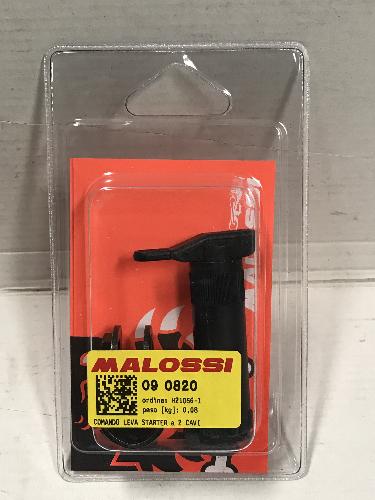 MALOSSI
09 0820
ordine: H21056-1
peso [kg]: 0,08
COMANDO LEVA STARTER a 2 CAVI